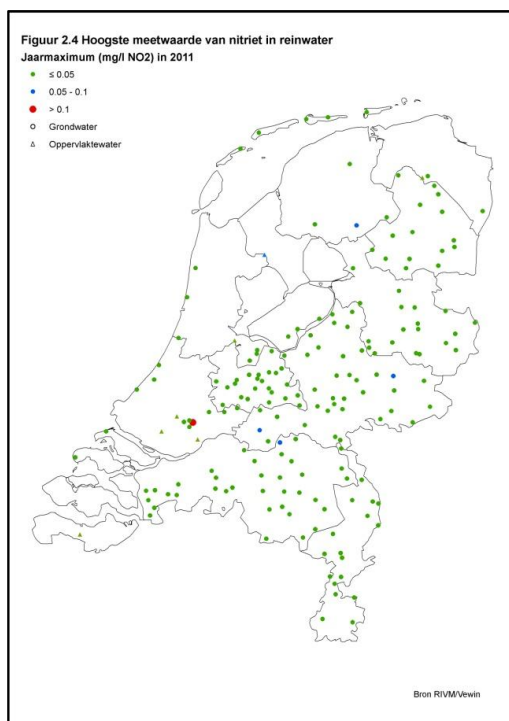 Figuur 2.4 Hoogste meetwaarde van nitriet in reinwater
Jaarmaximum (mg/l NO2) in 2011
≤ 0.05
0.05 - 0.1
> 0.1
Grondwater
Oppervlaktewater
Bron RIVM/Vewin